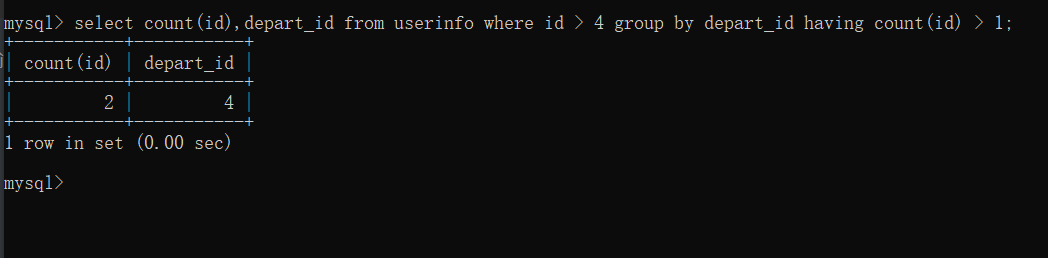 mysql> select count(id),depart_id from userinfo where id > 4 group by depart_id having count(id) > 1;
+-----------+-----------+
| count(id) | depart_id |
+-----------+-----------+
|         2 |         4 |
+-----------+-----------+
1 row in set (0.00 sec)
mysql>